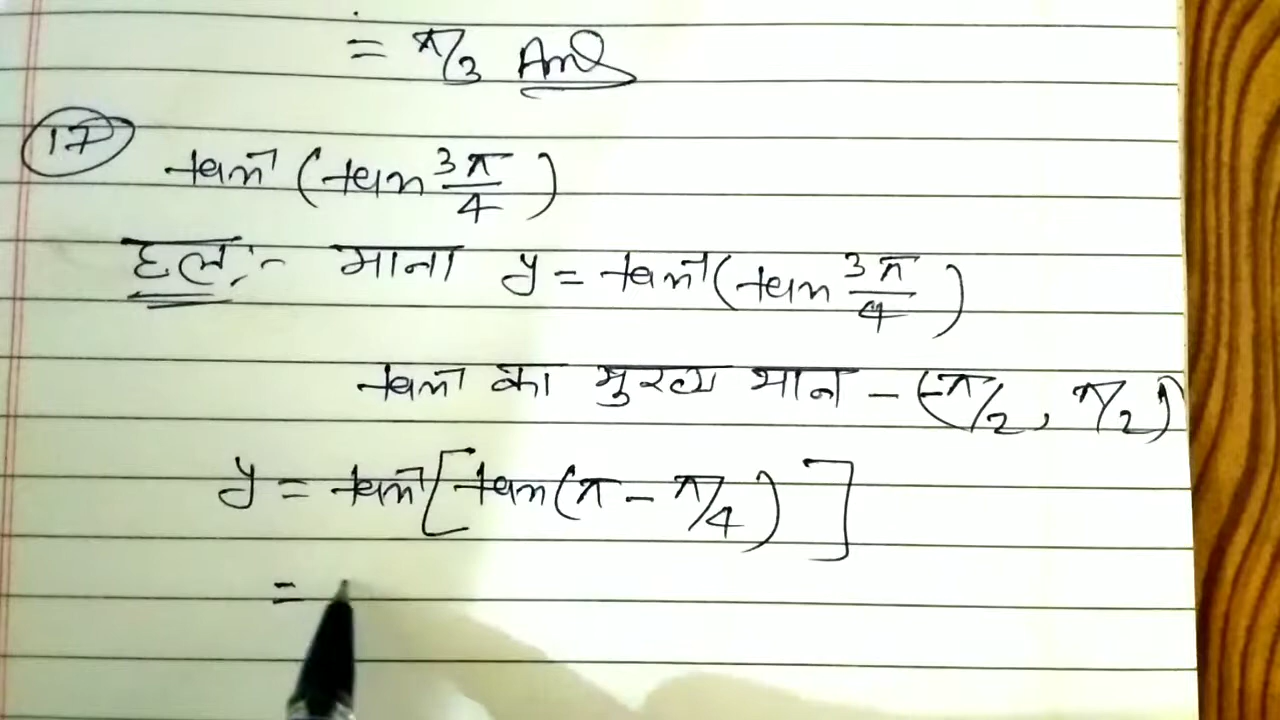 = π/3 Ans
17 tan⁻¹(tan 3π/4)
हल:- माना y = tan⁻¹(tan 3π/4)
tan⁻¹ का मुख्य मान - (-π/2, π/2)
y = tan⁻¹[tan(π - π/4)]
=